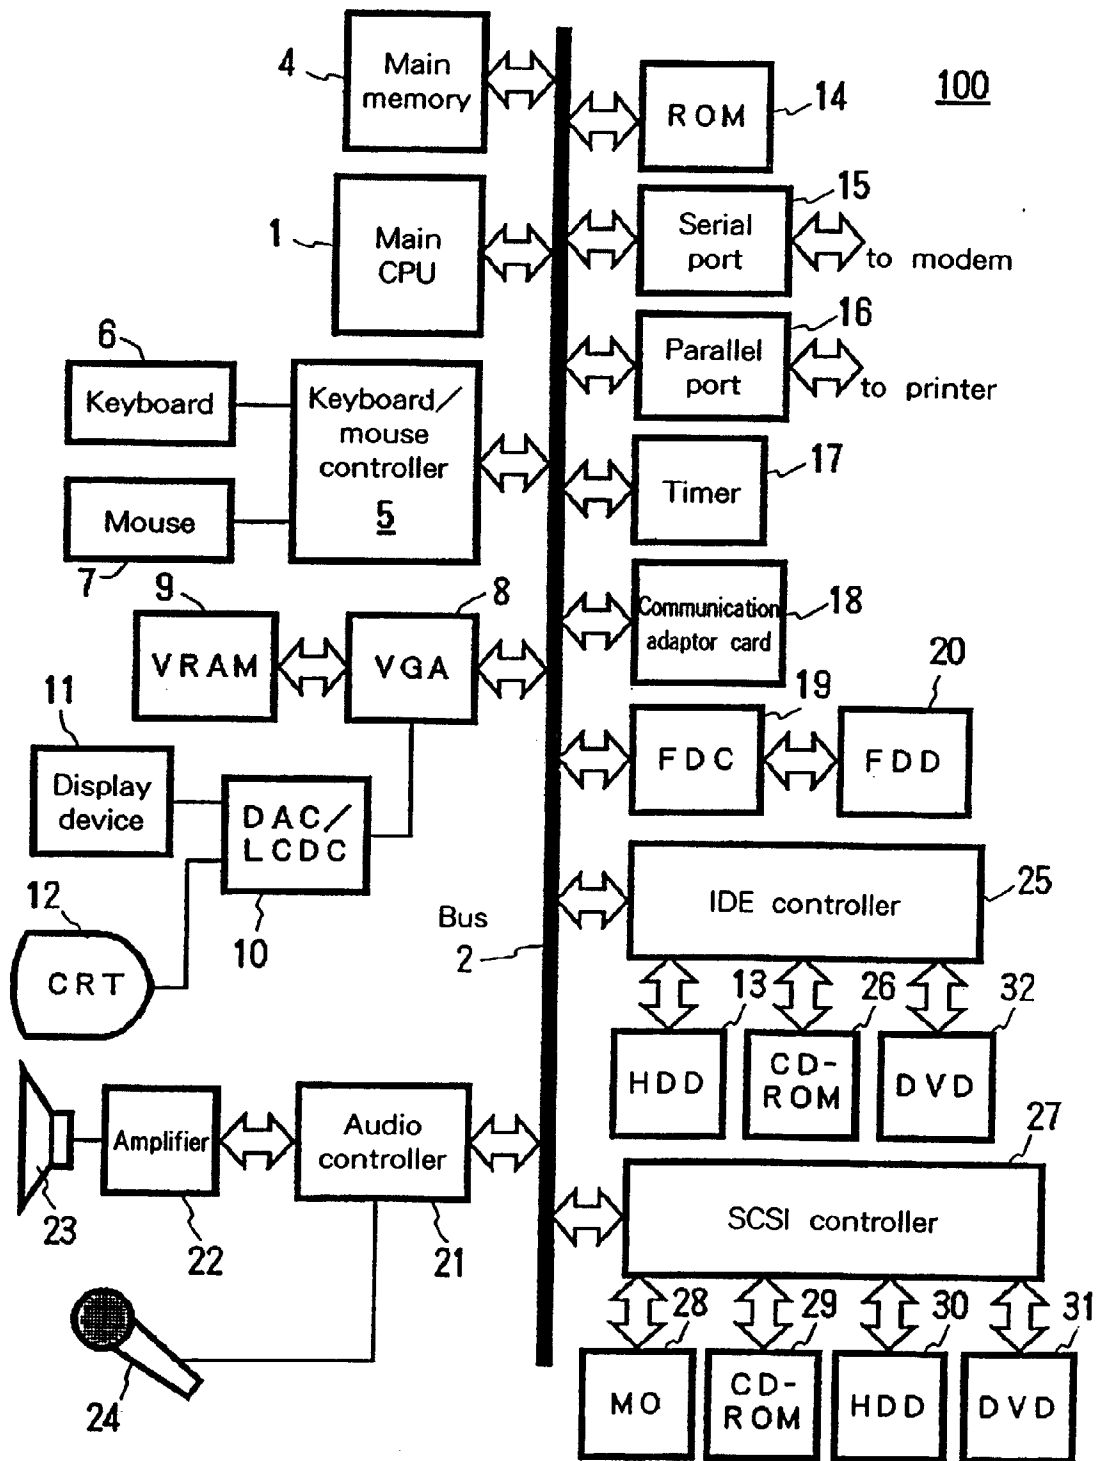 100
4
Main
memory
ROM
14
1
Main
CPU
15
Serial
port
to modem
16
Parallel
port
to printer
6
Keyboard
Keyboard/
mouse
controller
5
Mouse
7
Timer
17
Communication
adaptor card
18
9
VRAM
8
VGA
19
FDC
20
FDD
11
Display
device
DAC/
LCDC
10
12
CRT
Bus
2
IDE controller
25
13
HDD
26
CD-
ROM
32
DVD
23
Amplifier
22
Audio
controller
21
24
27
SCSI controller
28
MO
29
CD-
ROM
30
HDD
31
DVD